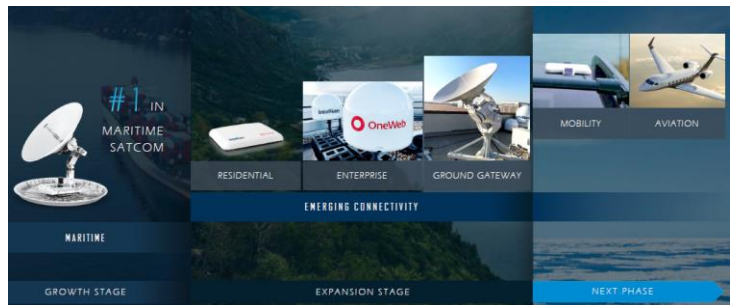 #1 IN
MARITIME
SATCOM
MARITIME
GROWTH STAGE
OneWeb
RESIDENTIAL
ENTERPRISE
GROUND GATEWAY
EMERGING CONNECTIVITY
EXPANSION STAGE
MOBILITY
AVIATION
NEXT PHASE